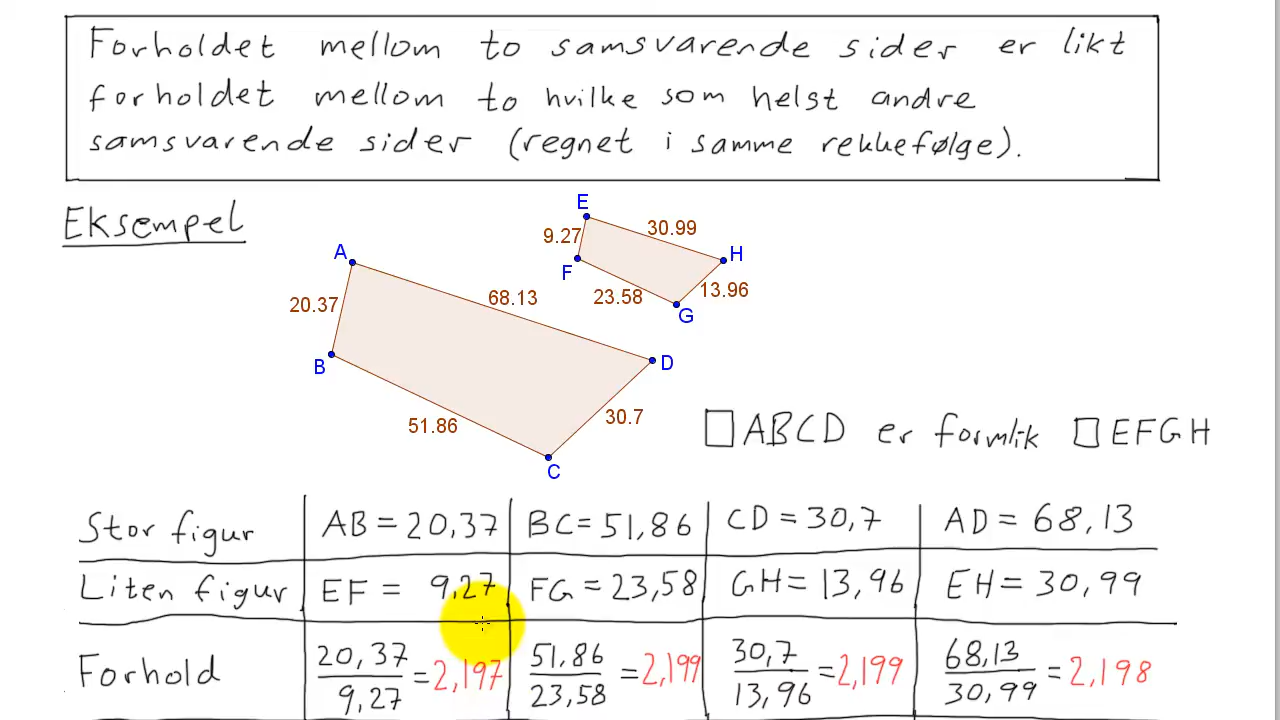 Forholdet mellom to samsvarende sider er likt
forholdet mellom to hvilke som helst andre
samsvarende sider (regnet i samme rekkefølge).
Eksempel
E
30.99
9.27
H
F
23.58
13.96
G
A
68.13
20.37
B
D
51.86
30.7
C
□ABCD er formlik □EFGH
Stor figur AB = 20,37 BC = 51,86 CD = 30,7 AD = 68,13
Liten figur EF = 9,27 FG = 23,58 GH = 13,96 EH = 30,99
Forhold 20,37/9,27 = 2,197 51,86/23,58 = 2,199 30,7/13,96 = 2,199 68,13/30,99 = 2,198